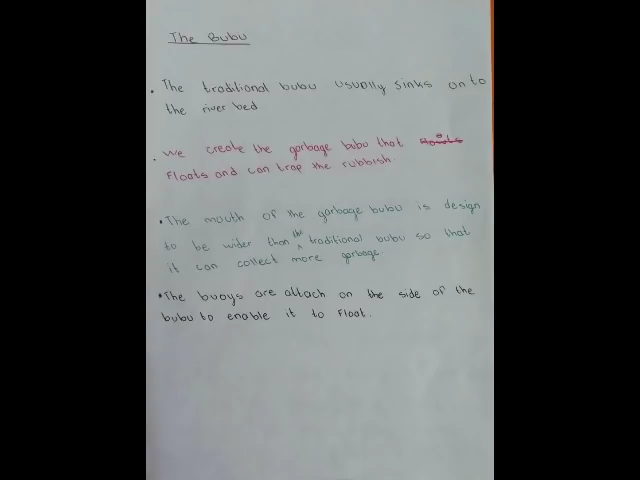 The Bubu
• The traditional bubu usually sinks on to
the river bed
• We create the garbage bubu that
floats and can trap the rubbish.
• The mouth of the garbage bubu is design
to be wider than the traditional bubu so that
it can collect more garbage.
• The buoys are attach on the side of the
bubu to enable it to float.